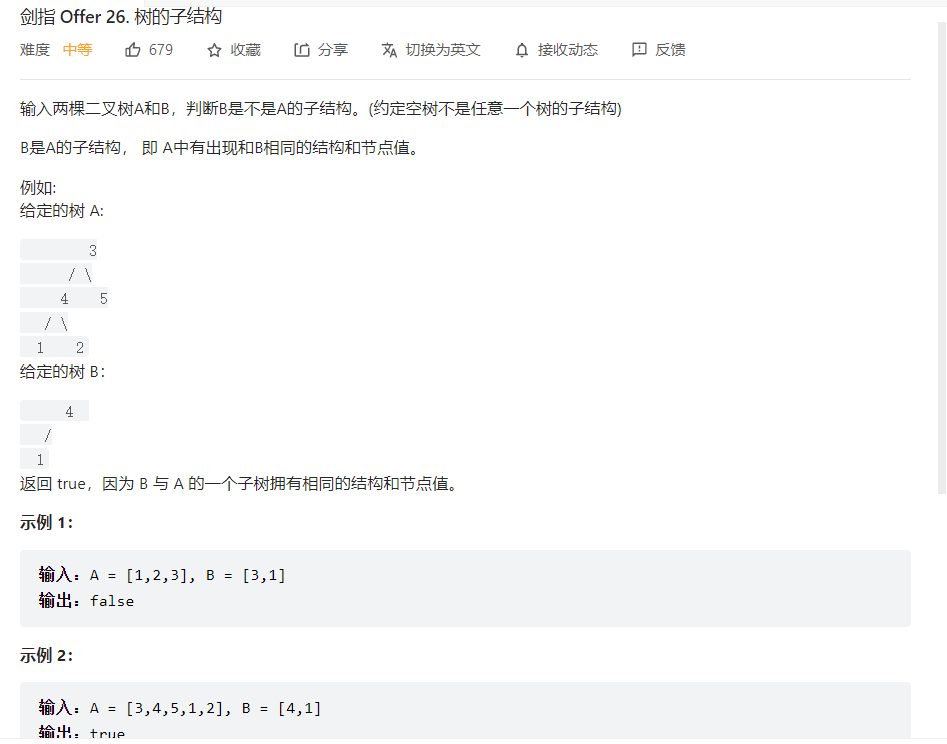 剑指 Offer 26. 树的子结构
难度 中等 679 收藏 分享 切换为英文 接收动态 反馈
输入两棵二叉树A和B，判断B是不是A的子结构。(约定空树不是任意一个树的子结构)
B是A的子结构， 即 A中有出现和B相同的结构和节点值。
例如:
给定的树 A:
3
/ \
4 5
/ \
1 2
给定的树 B：
4
/
1
返回 true，因为 B 与 A 的一个子树拥有相同的结构和节点值。
示例 1：
输入：A = [1,2,3], B = [3,1]
输出：false
示例 2：
输入：A = [3,4,5,1,2], B = [4,1]
输出：true